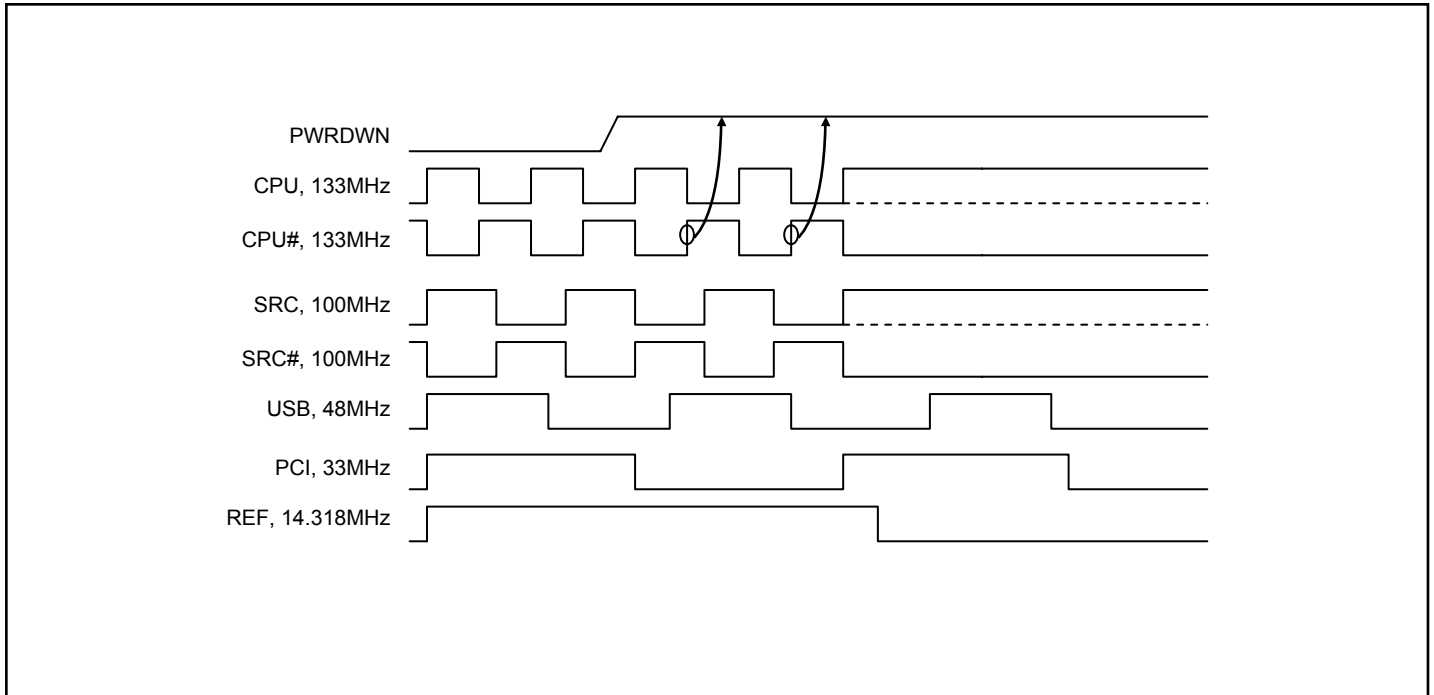 PWRDWN
CPU, 133MHz
CPU#, 133MHz
SRC, 100MHz
SRC#, 100MHz
USB, 48MHz
PCI, 33MHz
REF, 14.318MHz